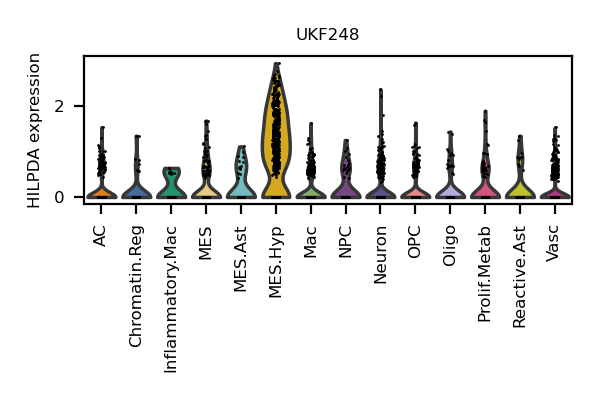 UKF248
HILPDA expression
2
0
AC
Chromatin.Reg
Inflammatory.Mac
MES
MES.Ast
MES.Hyp
Mac
NPC
Neuron
OPC
Oligo
Prolif.Metab
Reactive.Ast
Vasc